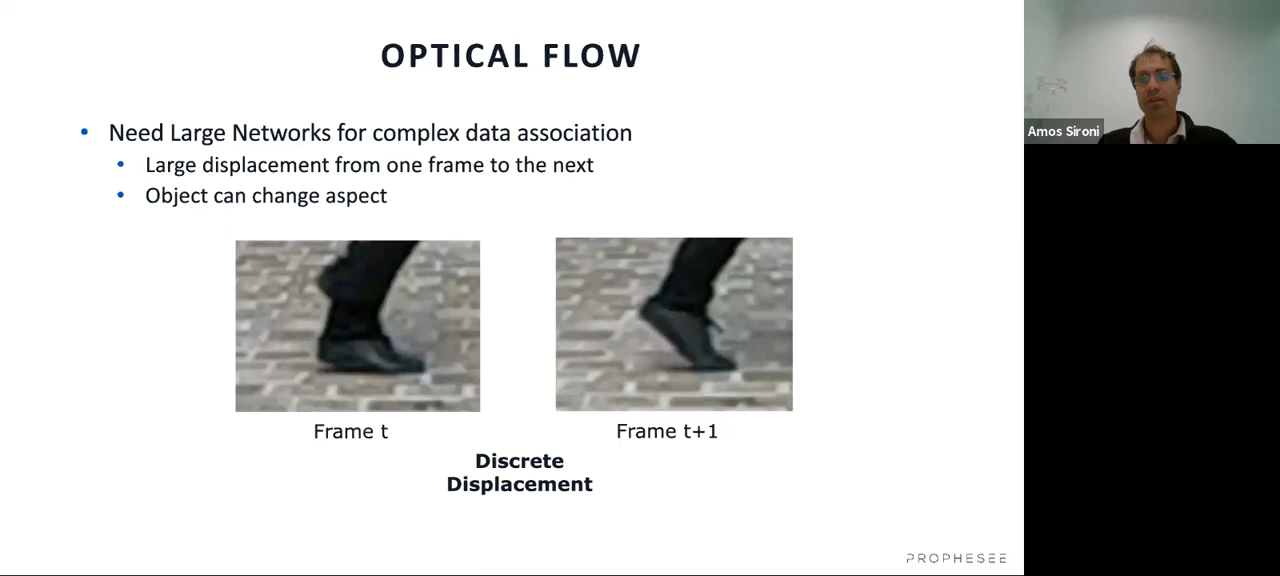 OPTICAL FLOW
• Need Large Networks for complex data association
• Large displacement from one frame to the next
• Object can change aspect
Frame t
Frame t+1
Discrete
Displacement
PROPHESEE
Amos Sironi